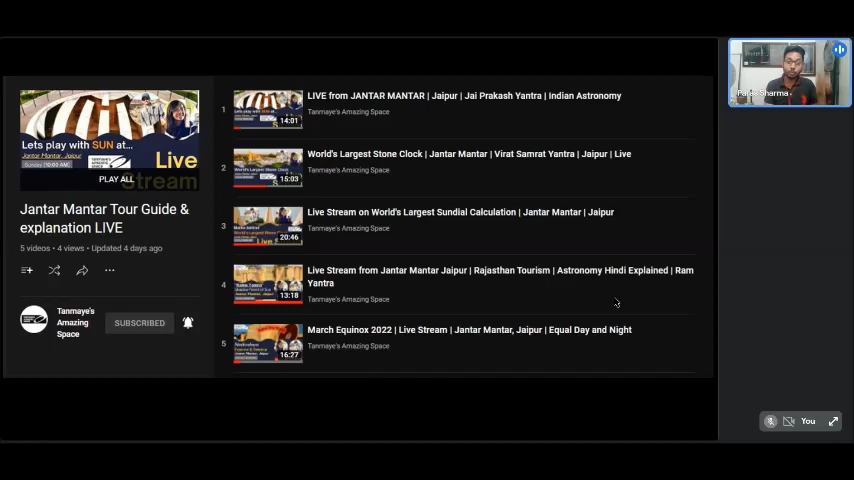 Lets play with SUN at...
Jantar Mantar, Jaipur
Sunday (10:00 AM)
Live
Stream
PLAY ALL
Jantar Mantar Tour Guide &
explanation LIVE
5 videos • 4 views • Updated 4 days ago
Tanmaye's
Amazing
Space
SUBSCRIBED
1
14:01
LIVE from JANTAR MANTAR | Jaipur | Jai Prakash Yantra | Indian Astronomy
Tanmaye's Amazing Space
2
15:03
World's Largest Stone Clock | Jantar Mantar | Virat Samrat Yantra | Jaipur | Live
Tanmaye's Amazing Space
3
20:46
Live Stream on World's Largest Sundial Calculation | Jantar Mantar | Jaipur
Tanmaye's Amazing Space
4
13:18
Live Stream from Jantar Mantar Jaipur | Rajasthan Tourism | Astronomy Hindi Explained | Ram
Yantra
Tanmaye's Amazing Space
5
16:27
March Equinox 2022 | Live Stream | Jantar Mantar, Jaipur | Equal Day and Night
Tanmaye's Amazing Space
Sharma
You